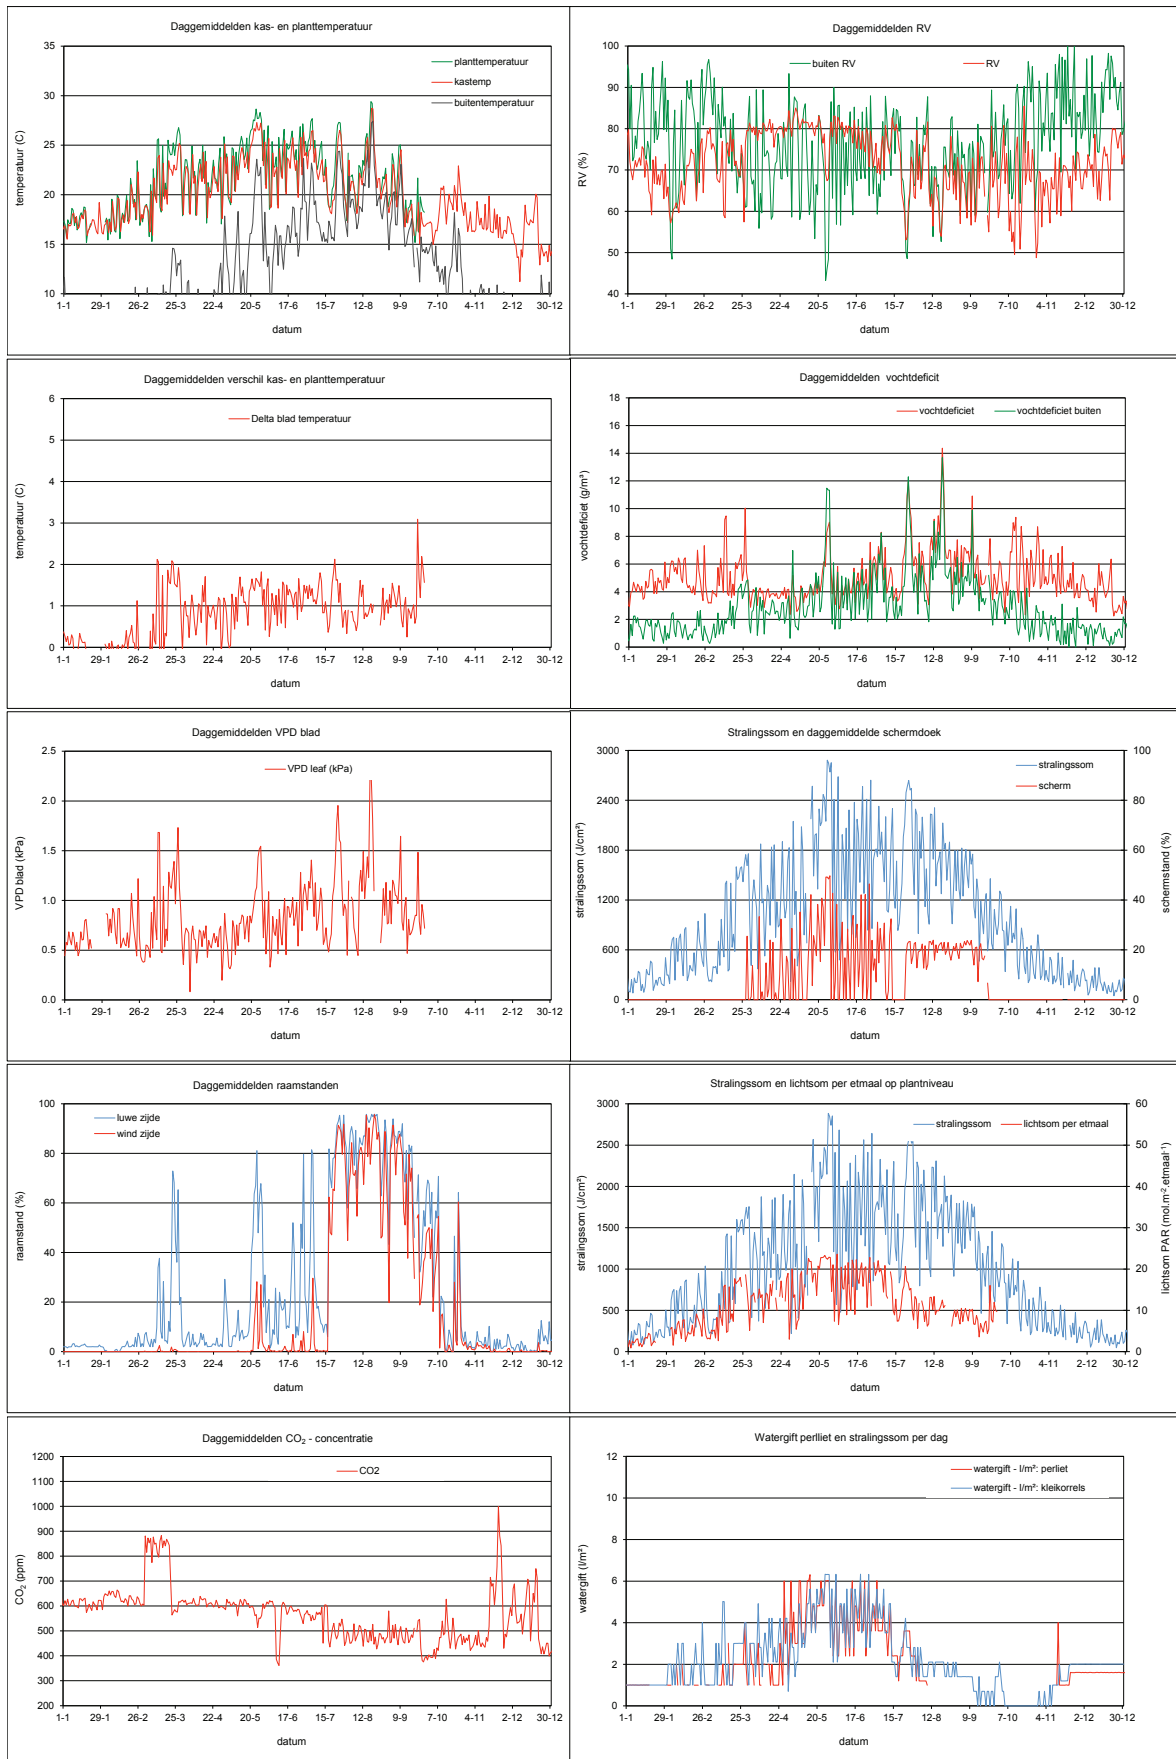 Daggemiddelden kas- en planttemperatuur
35
30
25
20
15
10
temperatuur (C)
planttemperatuur
kastemp
buitentemperatuur
1-1 29-1 26-2 25-3 22-4 20-5 17-6 15-7 12-8 9-9 7-10 4-11 2-12 30-12
datum
Daggemiddelden RV
100
90
80
70
60
50
40
RV (%)
buiten RV RV
1-1 29-1 26-2 25-3 22-4 20-5 17-6 15-7 12-8 9-9 7-10 4-11 2-12 30-12
datum
Daggemiddelden verschil kas- en planttemperatuur
6
5
4
3
2
1
0
temperatuur (C)
Delta blad temperatuur
1-1 29-1 26-2 25-3 22-4 20-5 17-6 15-7 12-8 9-9 7-10 4-11 2-12 30-12
datum
Daggemiddelden vochtdeficit
18
16
14
12
10
8
6
4
2
0
vochtdeficiet (g/m³)
vochtdeficiet vochtdeficiet buiten
1-1 29-1 26-2 25-3 22-4 20-5 17-6 15-7 12-8 9-9 7-10 4-11 2-12 30-12
datum
Daggemiddelden VPD blad
2.5
2.0
1.5
1.0
0.5
0.0
VPD blad (kPa)
VPD leaf (kPa)
1-1 29-1 26-2 25-3 22-4 20-5 17-6 15-7 12-8 9-9 7-10 4-11 2-12 30-12
datum
Stralingssom en daggemiddelde schermdoek
3000
2400
1800
1200
600
0
stralingssom (J/cm²)
stralingssom
scherm
100
80
60
40
20
0
schermstand (%)
1-1 29-1 26-2 25-3 22-4 20-5 17-6 15-7 12-8 9-9 7-10 4-11 2-12 30-12
datum
Daggemiddelden raamstanden
100
80
60
40
20
0
raamstand (%)
luwe zijde
wind zijde
1-1 29-1 26-2 25-3 22-4 20-5 17-6 15-7 12-8 9-9 7-10 4-11 2-12 30-12
datum
Stralingssom en lichtsom per etmaal op plantniveau
3000
2500
2000
1500
1000
500
0
stralingssom (J/cm²)
stralingssom lichtsom per etmaal
60
50
40
30
20
10
0
lichtsom PAR (mol.m⁻².etmaal⁻¹)
1-1 29-1 26-2 25-3 22-4 20-5 17-6 15-7 12-8 9-9 7-10 4-11 2-12 30-12
datum
Daggemiddelden CO₂ - concentratie
1200
1100
1000
900
800
700
600
500
400
300
200
CO₂ (ppm)
CO2
1-1 29-1 26-2 25-3 22-4 20-5 17-6 15-7 12-8 9-9 7-10 4-11 2-12 30-12
datum
Watergift perlliet en stralingssom per dag
12
10
8
6
4
2
0
watergift (l/m²)
watergift - l/m²: perliet
watergift - l/m²: kleikorrels
1-1 29-1 26-2 25-3 22-4 20-5 17-6 15-7 12-8 9-9 7-10 4-11 2-12 30-12
datum